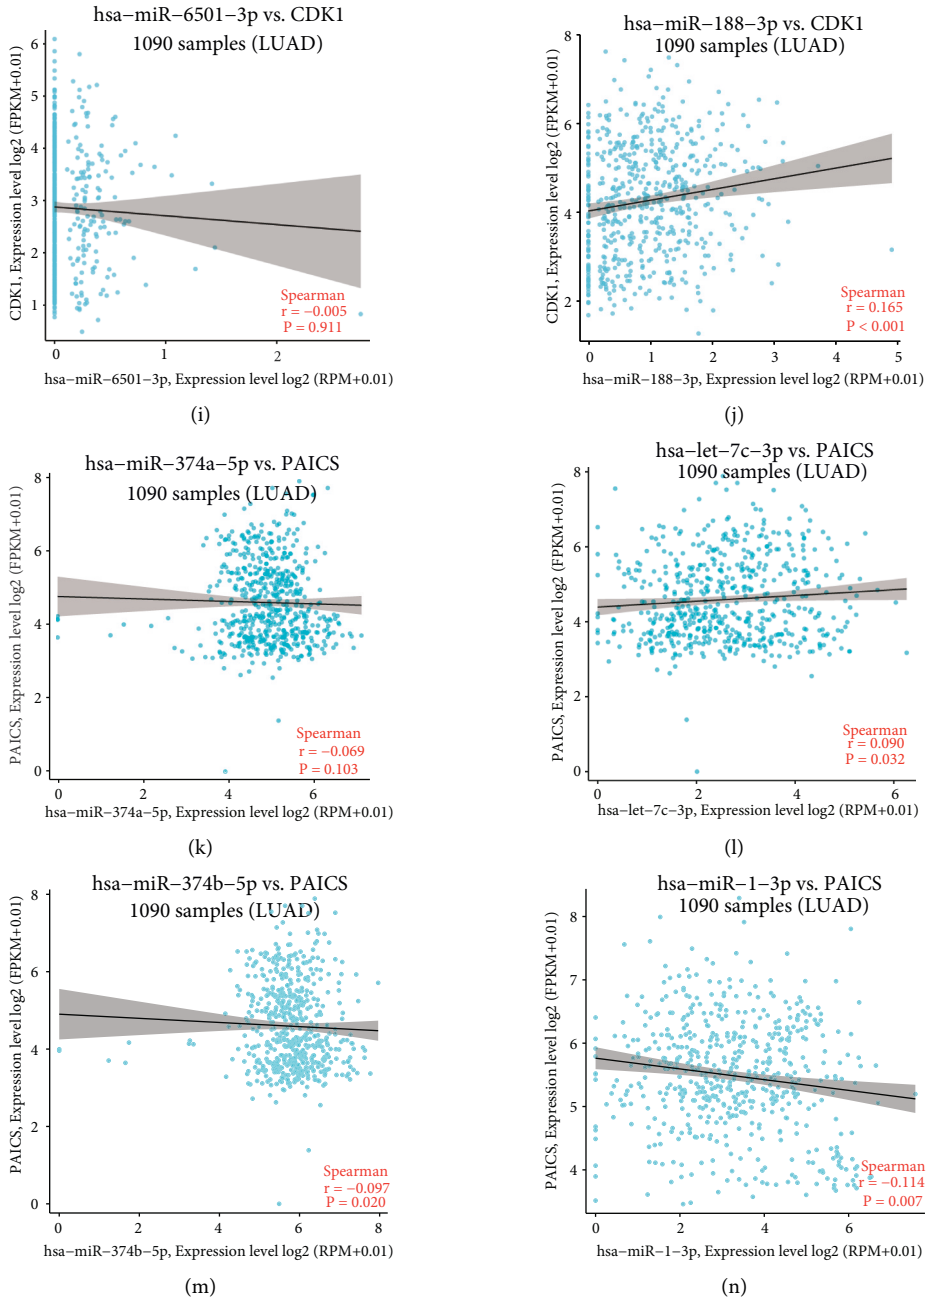 hsa−miR−6501−3p vs. CDK1
1090 samples (LUAD)
CDK1, Expression level log2 (FPKM+0.01)
6
5
4
3
2
1
Spearman
r = −0.005
P = 0.911
0
1
2
hsa−miR−6501−3p, Expression level log2 (RPM+0.01)
(i)
hsa−miR−188−3p vs. CDK1
1090 samples (LUAD)
CDK1, Expression level log2 (FPKM+0.01)
8
6
4
2
Spearman
r = 0.165
P < 0.001
0
1
2
3
4
5
hsa−miR−188−3p, Expression level log2 (RPM+0.01)
(j)
hsa−miR−374a−5p vs. PAICS
1090 samples (LUAD)
PAICS, Expression level log2 (FPKM+0.01)
8
6
4
2
0
Spearman
r = −0.069
P = 0.103
0
2
4
6
hsa−miR−374a−5p, Expression level log2 (RPM+0.01)
(k)
hsa−let−7c−3p vs. PAICS
1090 samples (LUAD)
PAICS, Expression level log2 (FPKM+0.01)
8
6
4
2
0
Spearman
r = 0.090
P = 0.032
0
2
4
6
hsa−let−7c−3p, Expression level log2 (RPM+0.01)
(l)
hsa−miR−374b−5p vs. PAICS
1090 samples (LUAD)
PAICS, Expression level log2 (FPKM+0.01)
8
6
4
2
0
Spearman
r = −0.097
P = 0.020
0
2
4
6
8
hsa−miR−374b−5p, Expression level log2 (RPM+0.01)
(m)
hsa−miR−1−3p vs. PAICS
1090 samples (LUAD)
PAICS, Expression level log2 (FPKM+0.01)
8
7
6
5
4
Spearman
r = −0.114
P = 0.007
0
2
4
6
hsa−miR−1−3p, Expression level log2 (RPM+0.01)
(n)